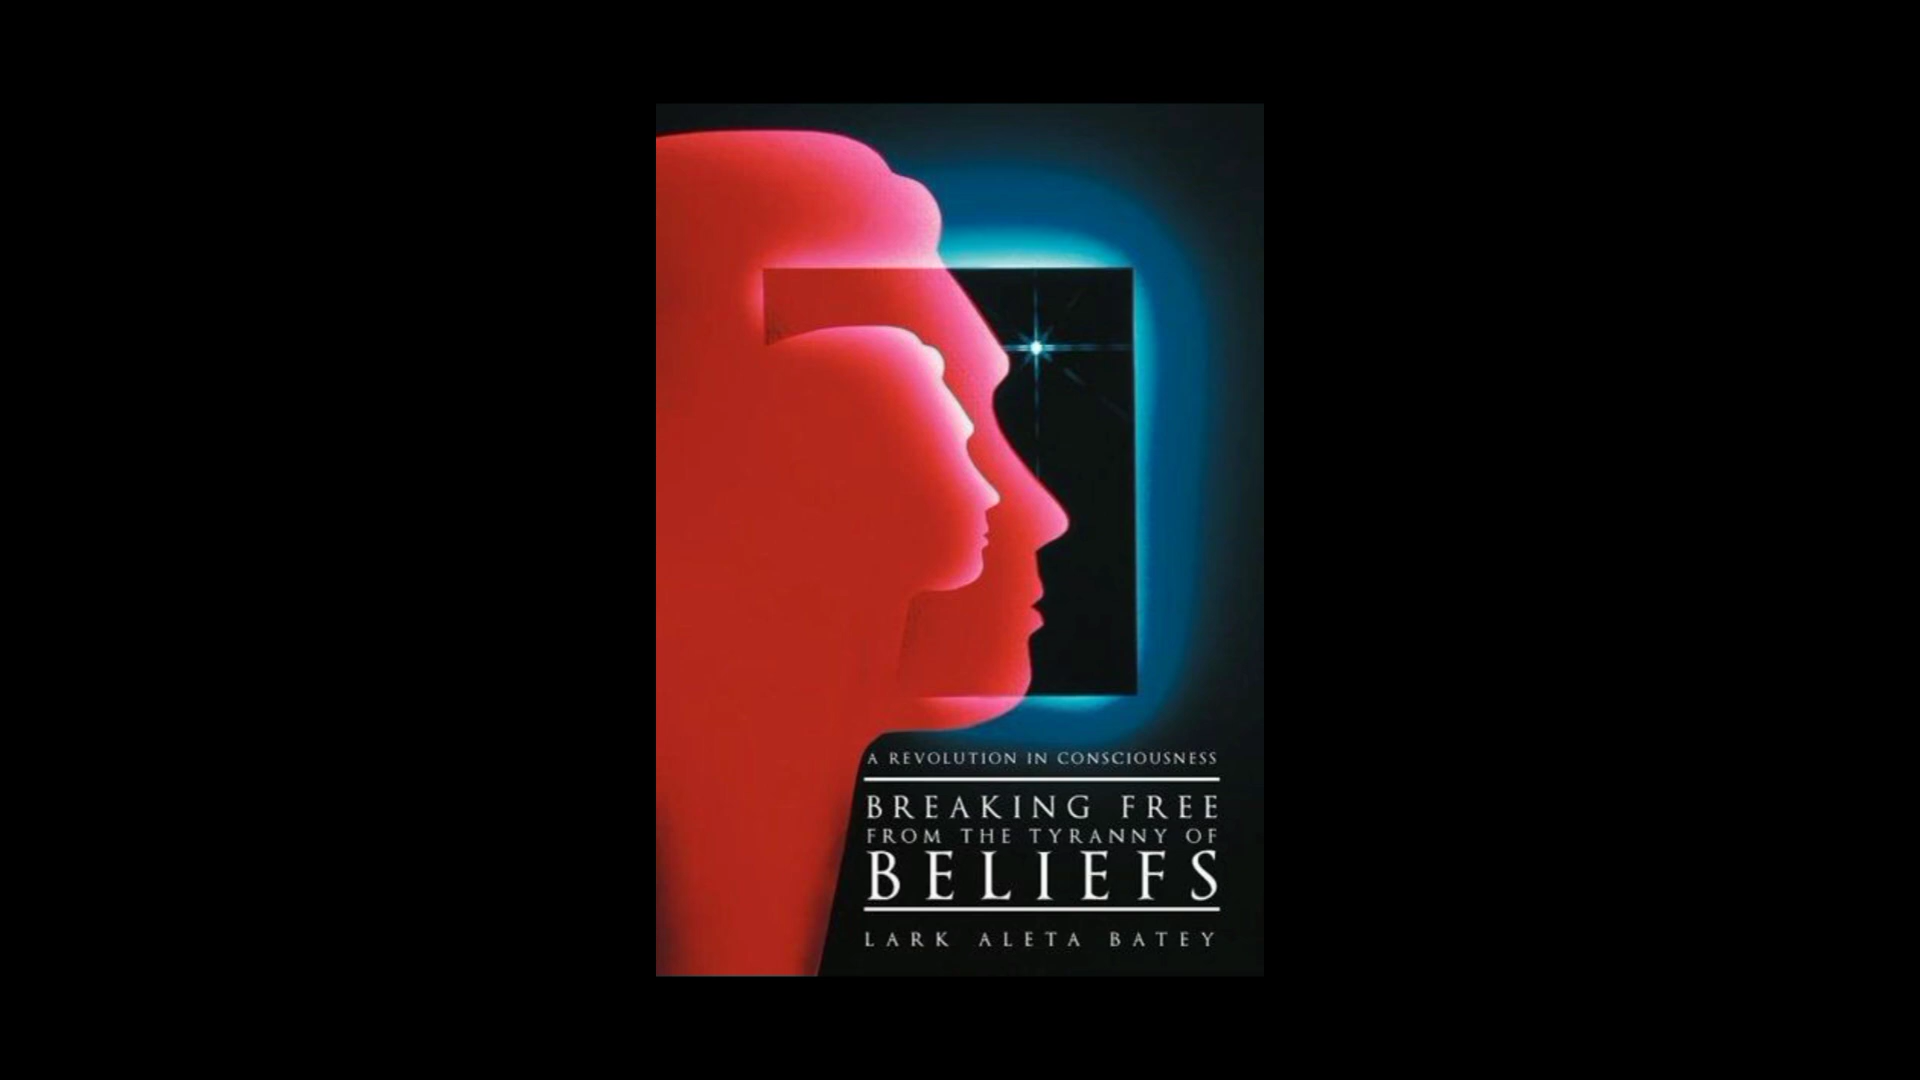 A REVOLUTION IN CONSCIOUSNESS
BREAKING FREE
FROM THE TYRANNY OF
BELIEFS
LARK ALETA BATEY